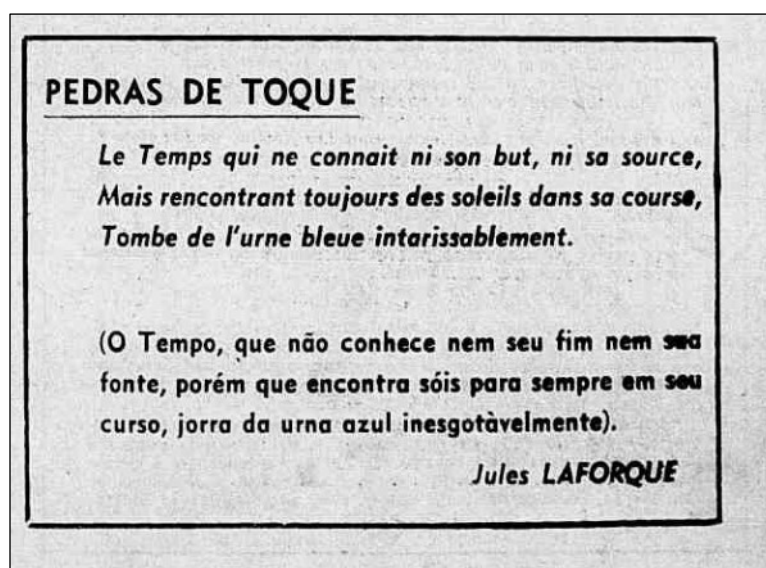 PEDRAS DE TOQUE
Le Temps qui ne connait ni son but, ni sa source,
Mais rencontrant toujours des soleils dans sa course,
Tombe de l'urne bleue intarissablement.
(O Tempo, que não conhece nem seu fim nem sua
fonte, porém que encontra sóis para sempre em seu
curso, jorra da urna azul inesgotàvelmente).
Jules LAFORQUE